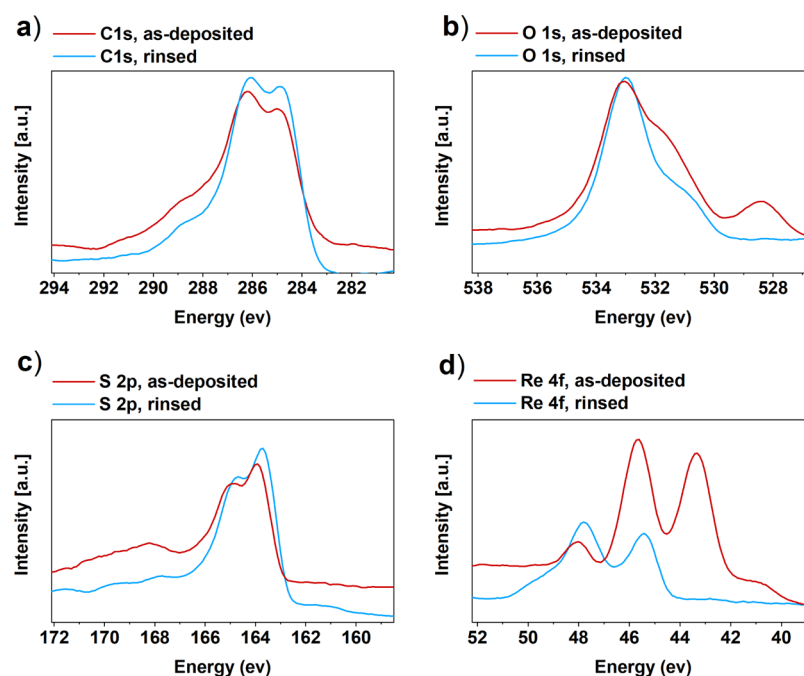 a)
C1s, as-deposited
C1s, rinsed
Intensity [a.u.]
294 292 290 288 286 284 282
Energy (ev)
b)
O 1s, as-deposited
O 1s, rinsed
Intensity [a.u.]
538 536 534 532 530 528
Energy (ev)
c)
S 2p, as-deposited
S 2p, rinsed
Intensity [a.u.]
172 170 168 166 164 162 160
Energy (ev)
d)
Re 4f, as-deposited
Re 4f, rinsed
Intensity [a.u.]
52 50 48 46 44 42 40
Energy (ev)